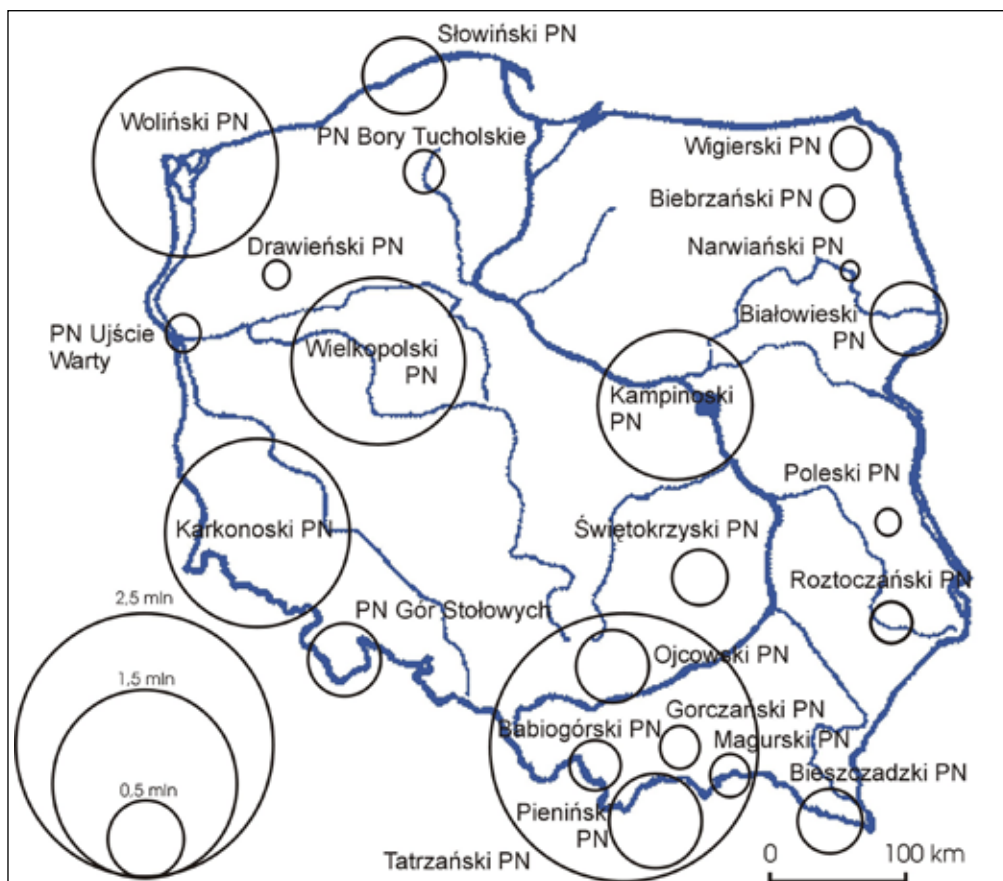 Słowiński PN
Woliński PN
PN Bory Tucholskie
Wigierski PN
Biebrzański PN
Drawieński PN
Narwiański PN
PN Ujście
Warty
Wielkopolski
PN
Białowieski
PN
Kampinoski
PN
Poleski PN
Karkonoski PN
Świętokrzyski PN
Roztoczański PN
2,5 mln
PN Gór Stołowych
Ojcowski PN
1,5 mln
Gorczański PN
Babiogórski PN
Magurski PN
Bieszczadzki PN
0,5 mln
Pienińsk
PN
Tatrzański PN
0
100 km